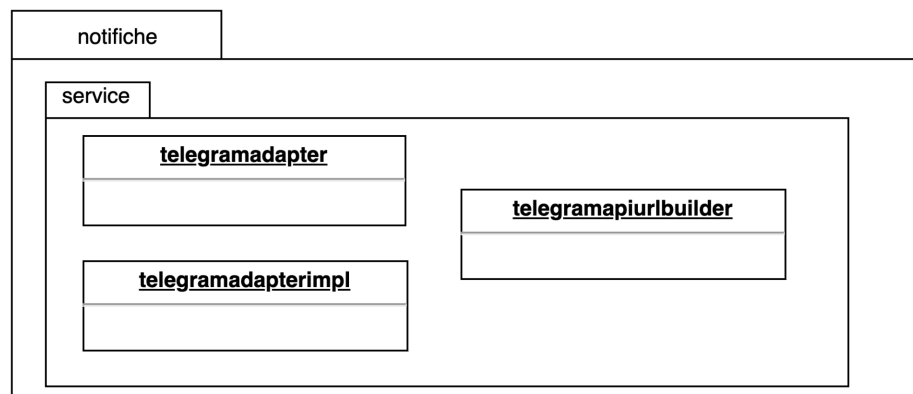 notifiche
service
telegramadapter
telegramapiurlbuilder
telegramadapterimpl